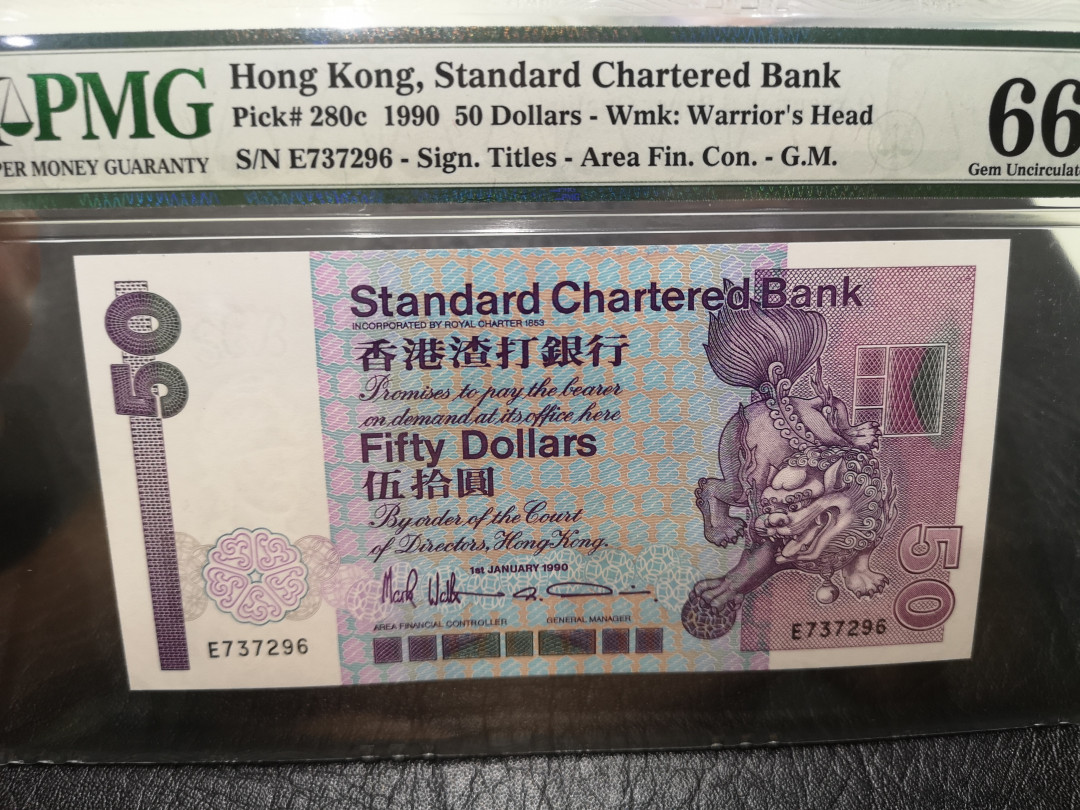 PMG
PER MONEY GUARANTY
Hong Kong, Standard Chartered Bank
Pick# 280c 1990 50 Dollars - Wmk: Warrior's Head
S/N E737296 - Sign. Titles - Area Fin. Con. - G.M.
66
Gem Uncirculate
50
Standard Chartered Bank
INCORPORATED BY ROYAL CHARTER 1853
香港渣打銀行
Promises to pay the bearer
on demand at its office here
Fifty Dollars
伍拾圓
By order of the Court
of Directors, Hong Kong.
1st JANUARY 1990
Mark
AREA FINANCIAL CONTROLLER GENERAL MANAGER
50
E737296
E737296